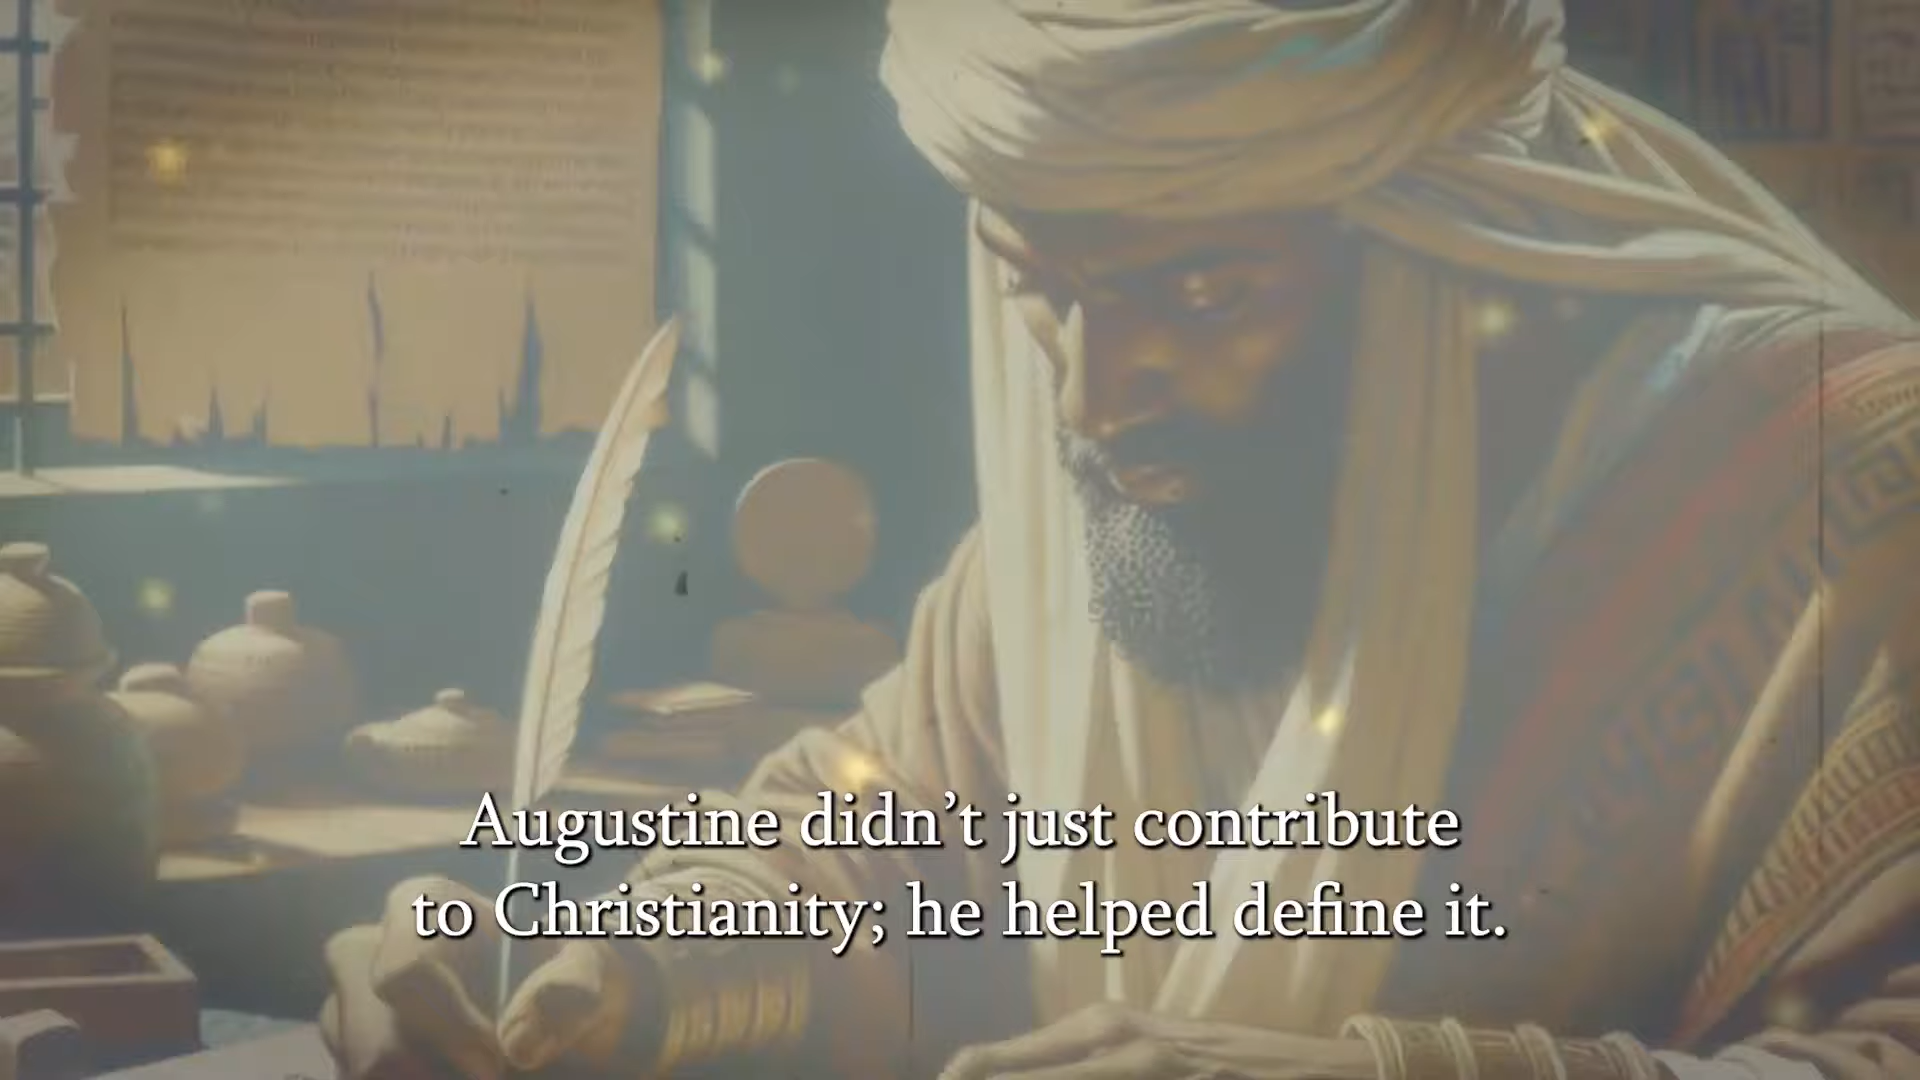 Augustine didn’t just contribute
to Christianity; he helped define it.